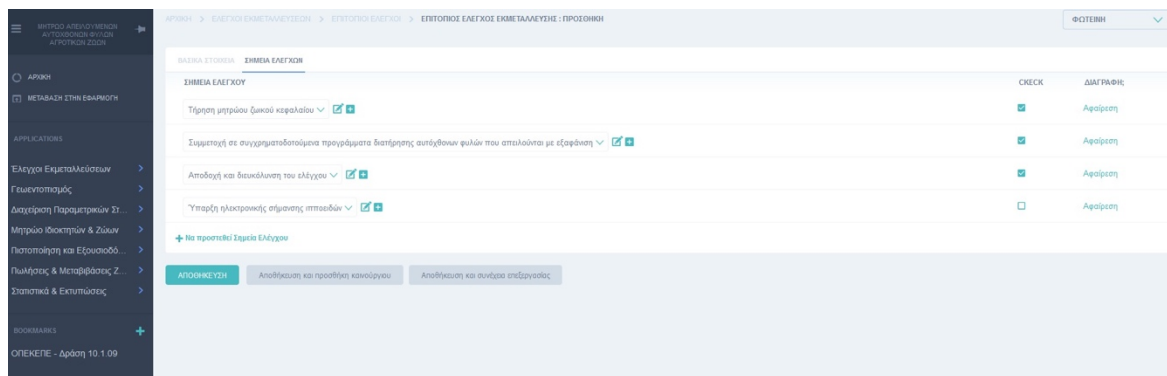 ΜΗΤΡΩΟ ΑΠΕΙΛΟΥΜΕΝΩΝ
ΑΥΤΟΧΘΟΝΩΝ ΦΥΛΩΝ
ΑΓΡΟΤΙΚΩΝ ΖΩΩΝ
ΑΡΧΙΚΗ > ΕΛΕΓΧΟΙ ΕΚΜΕΤΑΛΛΕΥΣΕΩΝ > ΕΠΙΤΟΠΙΟΙ ΕΛΕΓΧΟΙ > ΕΠΙΤΟΠΙΟΣ ΕΛΕΓΧΟΣ ΕΚΜΕΤΑΛΛΕΥΣΗΣ : ΠΡΟΣΘΗΚΗ
ΦΩΤΕΙΝΗ
ΑΡΧΙΚΗ
ΜΕΤΑΒΑΣΗ ΣΤΗΝ ΕΦΑΡΜΟΓΗ
APPLICATIONS
Έλεγχοι Εκμεταλλεύσεων
Γεωεντοπισμός
Διαχείριση Παραμετρικών Στ...
Μητρώο Ιδιοκτητών & Ζώων
Πιστοποίηση και Εξουσιοδό...
Πωλήσεις & Μεταβιβάσεις Ζ...
Στατιστικά & Εκτυπώσεις
BOOKMARKS
ΟΠΕΚΕΠΕ - Δράση 10.1.09
ΒΑΣΙΚΑ ΣΤΟΙΧΕΙΑ ΣΗΜΕΙΑ ΕΛΕΓΧΩΝ
ΣΗΜΕΙΑ ΕΛΕΓΧΟΥ CKECK ΔΙΑΓΡΑΦΗ;
Τήρηση μητρώου ζωικού κεφαλαίου Αφαίρεση
Συμμετοχή σε συγχρηματοδοτούμενα προγράμματα διατήρησης αυτόχθονων φυλών που απειλούνται με εξαφάνιση Αφαίρεση
Αποδοχή και διευκόλυνση του ελέγχου Αφαίρεση
Ύπαρξη ηλεκτρονικής σήμανσης ιπποειδών Αφαίρεση
Να προστεθεί Σημεία Ελέγχου
ΑΠΟΘΗΚΕΥΣΗ Αποθήκευση και προσθήκη καινούργιου Αποθήκευση και συνέχεια επεξεργασίας